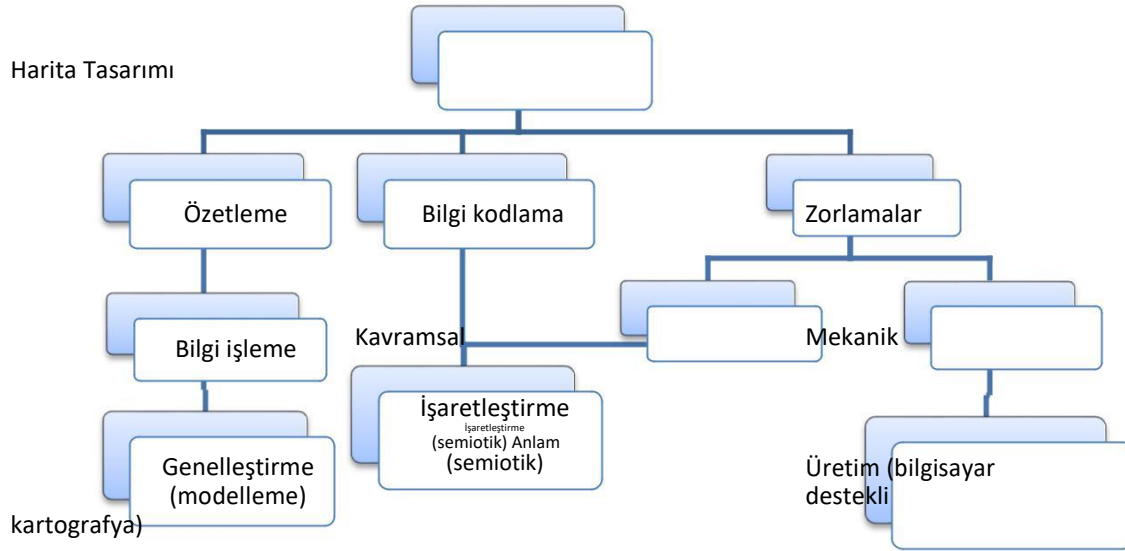 Harita Tasarımı
Özetleme
Bilgi kodlama
Zorlamalar
Bilgi işleme
Kavramsal
Mekanik
İşaretleştirme
İşaretleştirme
(semiotik) Anlam
(semiotik)
Genelleştirme
(modelleme)
Üretim (bilgisayar
destekli
kartografya)